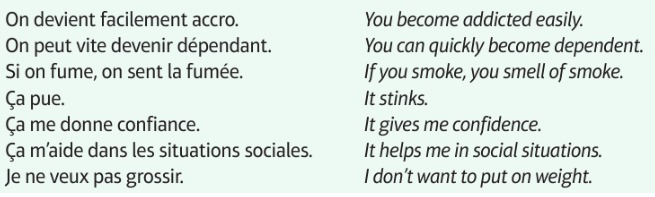 On devient facilement accro. You become addicted easily.
On peut vite devenir dépendant. You can quickly become dependent.
Si on fume, on sent la fumée. If you smoke, you smell of smoke.
Ça pue. It stinks.
Ça me donne confiance. It gives me confidence.
Ça m'aide dans les situations sociales. It helps me in social situations.
Je ne veux pas grossir. I don't want to put on weight.